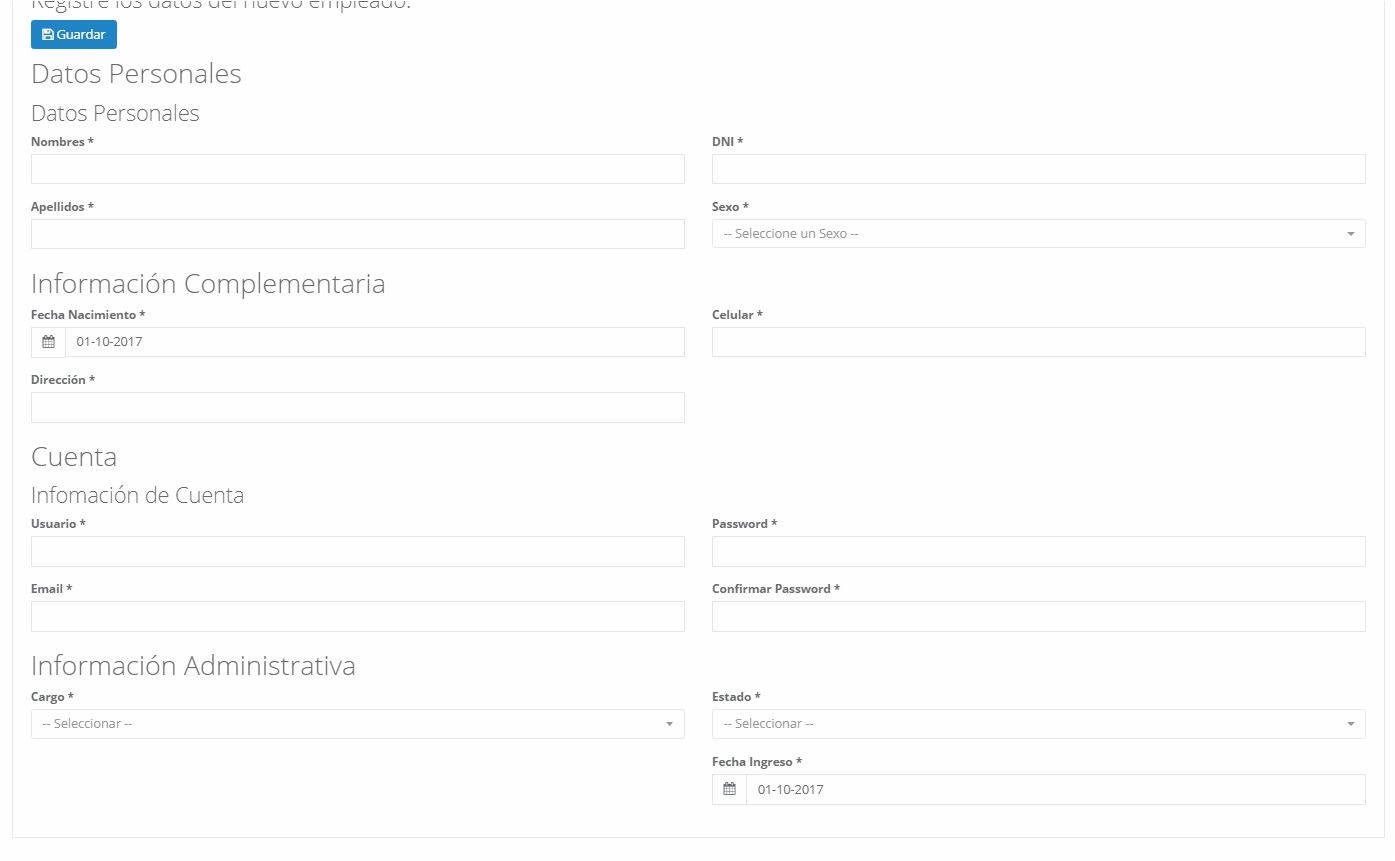 Registre los datos del nuevo empleado.
Guardar
Datos Personales
Datos Personales
Nombres *
DNI *
Apellidos *
Sexo *
-- Seleccione un Sexo --
Información Complementaria
Fecha Nacimiento *
Celular *
01-10-2017
Dirección *
Cuenta
Infomación de Cuenta
Usuario *
Password *
Email *
Confirmar Password *
Información Administrativa
Cargo *
Estado *
-- Seleccionar --
-- Seleccionar --
Fecha Ingreso *
01-10-2017